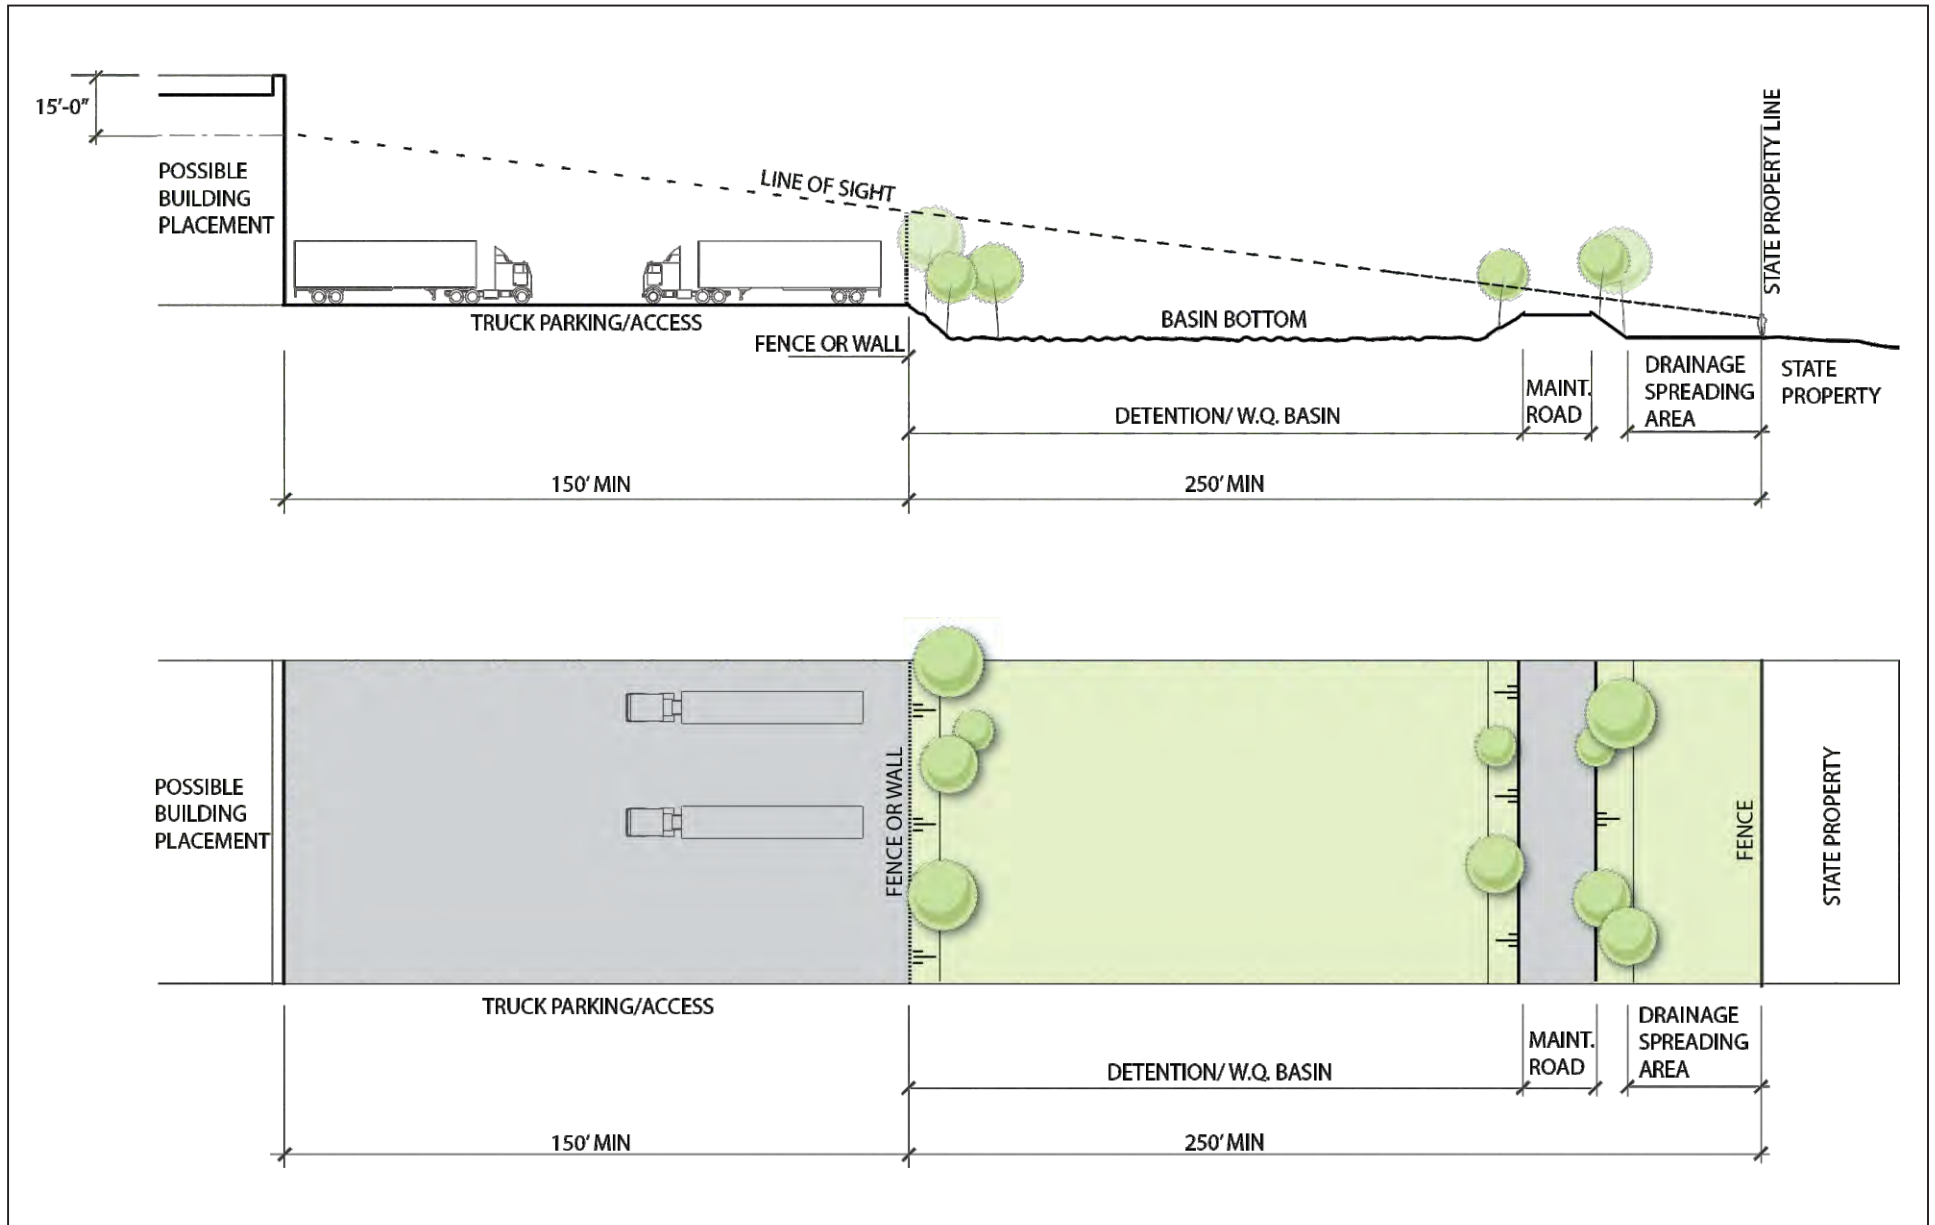 15'-0"
POSSIBLE
BUILDING
PLACEMENT
LINE OF SIGHT
STATE PROPERTY LINE
TRUCK PARKING/ACCESS
FENCE OR WALL
BASIN BOTTOM
DETENTION/ W.Q. BASIN
MAINT.
ROAD
DRAINAGE
SPREADING
AREA
STATE
PROPERTY
150' MIN
250' MIN
POSSIBLE
BUILDING
PLACEMENT
FENCE OR WALL
FENCE
STATE PROPERTY
TRUCK PARKING/ACCESS
DETENTION/ W.Q. BASIN
MAINT.
ROAD
DRAINAGE
SPREADING
AREA
150' MIN
250' MIN